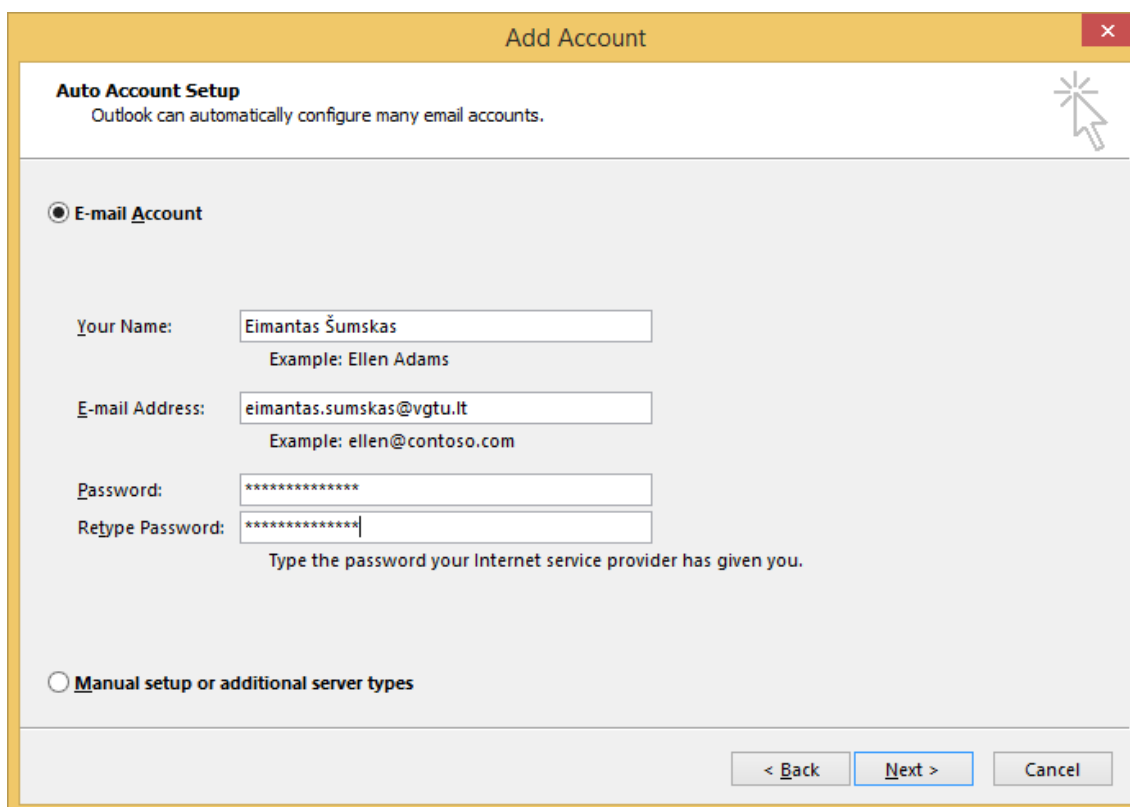 Add Account
Auto Account Setup
Outlook can automatically configure many email accounts.
E-mail Account
Your Name: Eimantas Šumskas
Example: Ellen Adams
E-mail Address: eimantas.sumskas@vgtu.lt
Example: ellen@contoso.com
Password: **************
Retype Password: **************
Type the password your Internet service provider has given you.
Manual setup or additional server types
< Back Next > Cancel